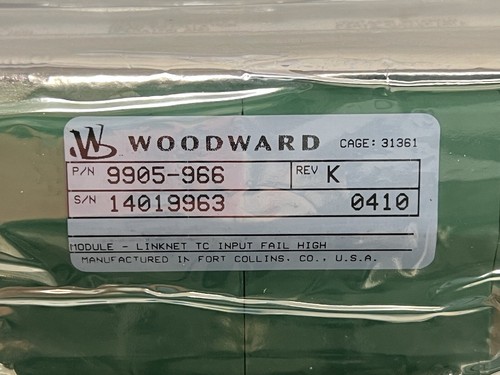 WOODWARD CAGE: 31361
P/N 9905-966 REV K
S/N 14019963 0410
MODULE - LINKNET TC INPUT FAIL HIGH
MANUFACTURED IN FORT COLLINS, CO., U.S.A.